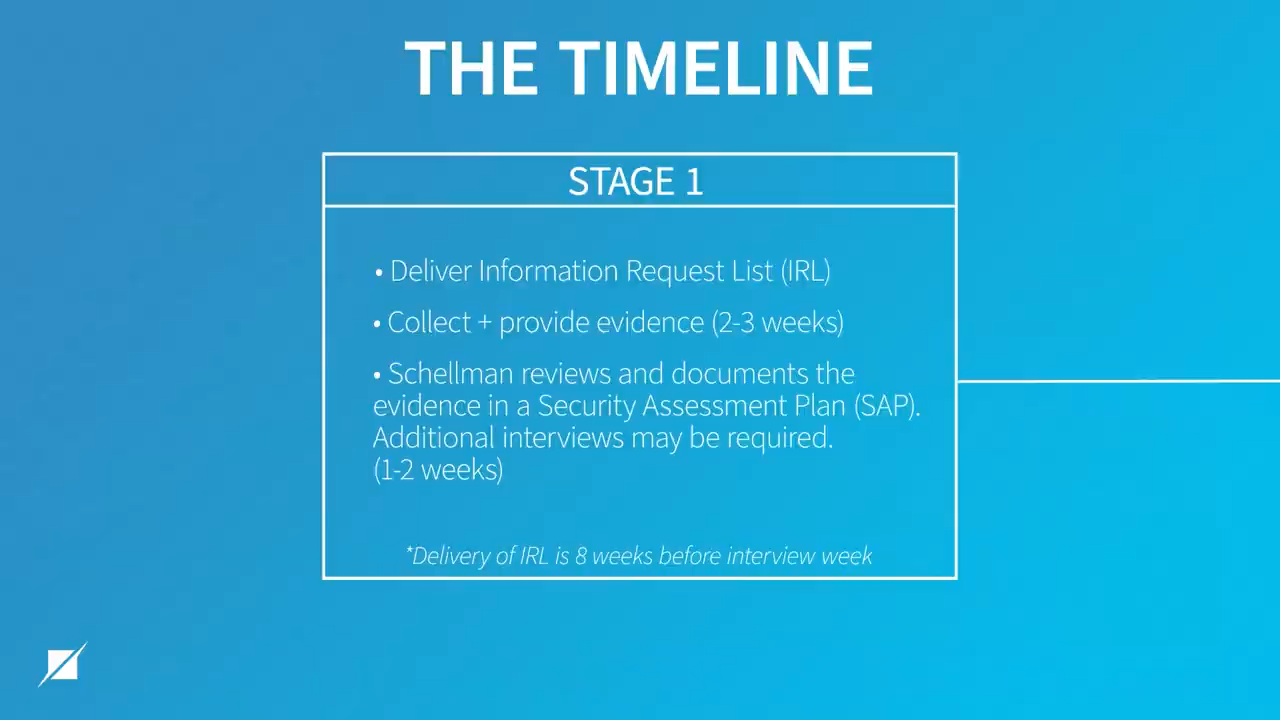 THE TIMELINE
STAGE 1
• Deliver Information Request List (IRL)
• Collect + provide evidence (2-3 weeks)
• Schellman reviews and documents the
evidence in a Security Assessment Plan (SAP).
Additional interviews may be required.
(1-2 weeks)
*Delivery of IRL is 8 weeks before interview week